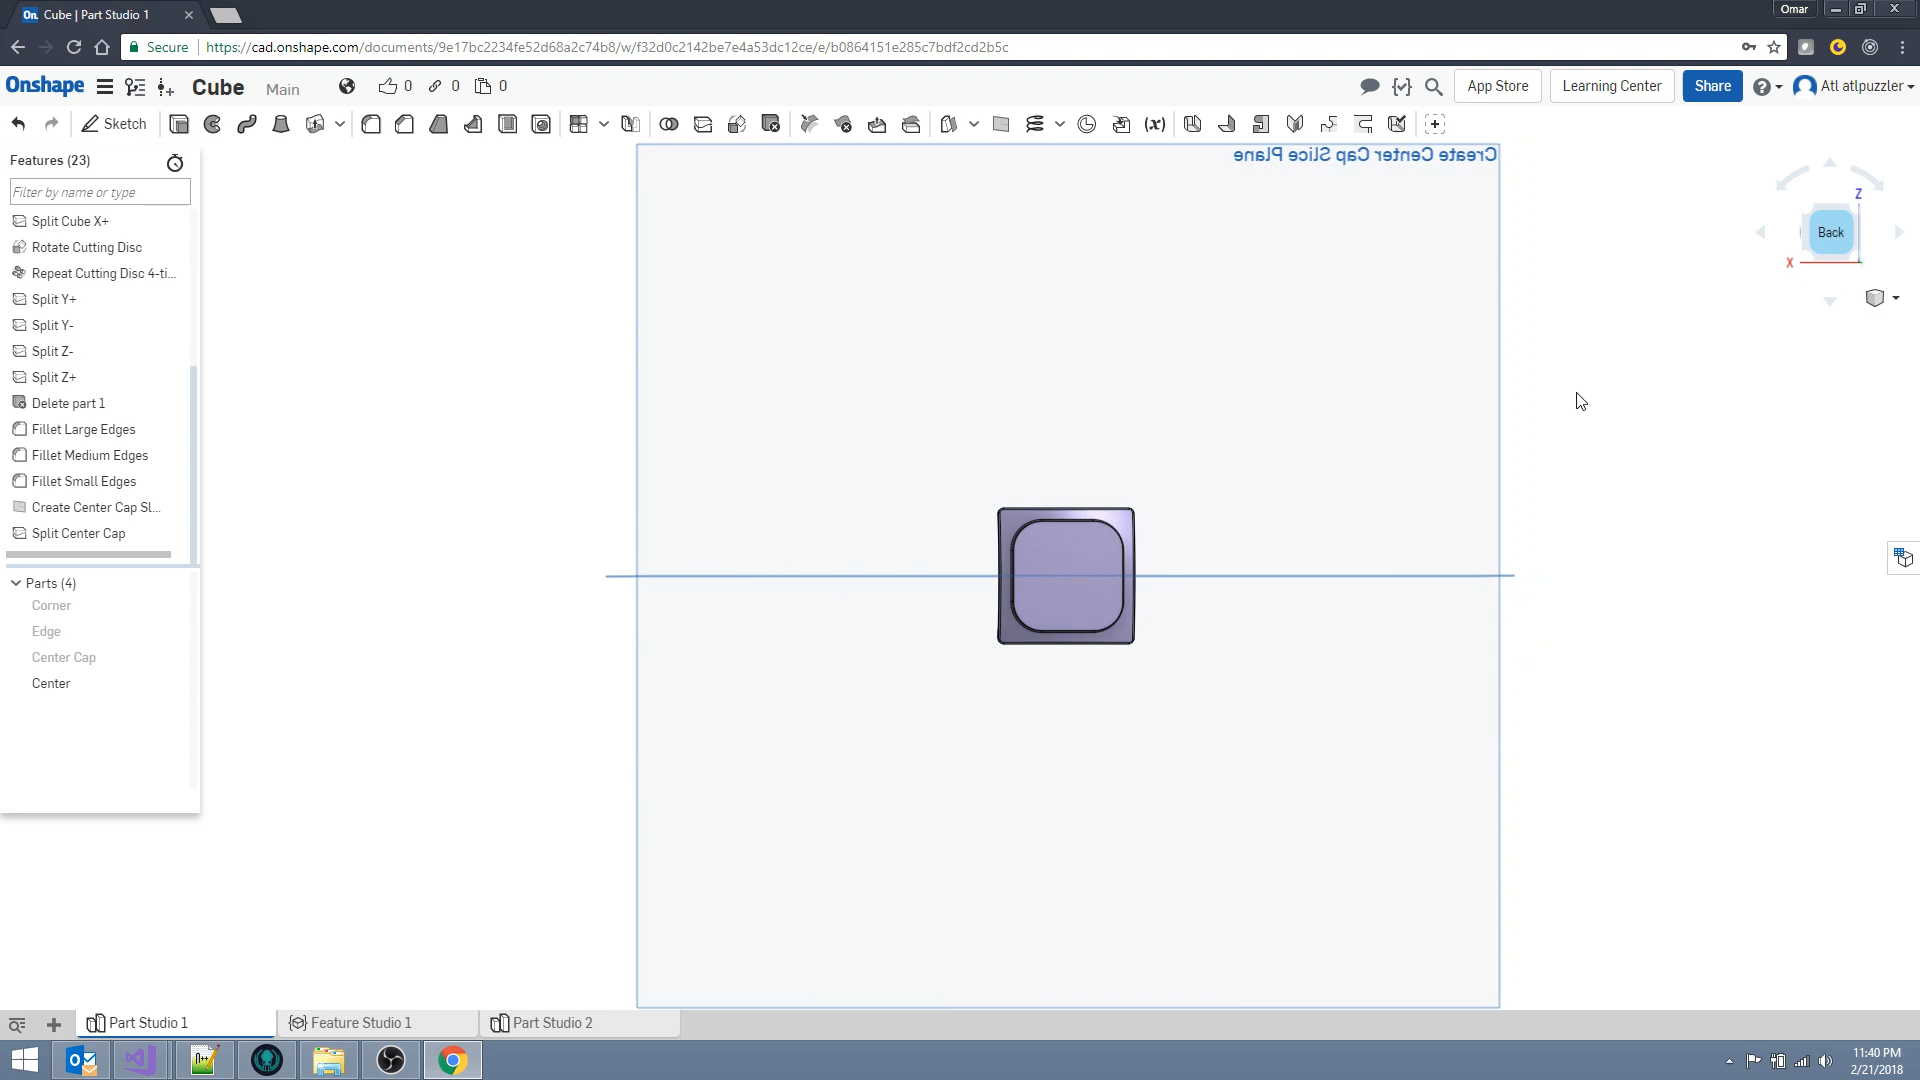 On. Cube | Part Studio 1
Omar
Secure https://cad.onshape.com/documents/9e17bc2234fe52d68a2c74b8/w/f32d0c2142be7e4a53dc12ce/e/b0864151e285c7bdf2cd2b5c
Onshape Cube Main 0 0 0 App Store Learning Center Share Atl atlpuzzler
Sketch (x)
Features (23)
Filter by name or type
Split Cube X+
Rotate Cutting Disc
Repeat Cutting Disc 4-ti...
Split Y+
Split Y-
Split Z-
Split Z+
Delete part 1
Fillet Large Edges
Fillet Medium Edges
Fillet Small Edges
Create Center Cap Sl...
Split Center Cap
Parts (4)
Corner
Edge
Center Cap
Center
Create Center Cap Slice Plane
Z
Back
X
Part Studio 1
Feature Studio 1
Part Studio 2
11:40 PM
2/21/2018